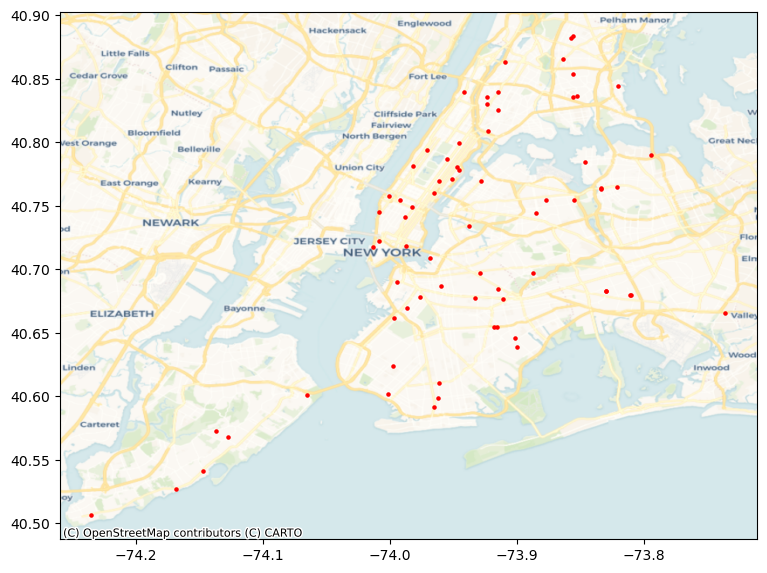 40.90
40.85
40.80
40.75
40.70
40.65
40.60
40.55
40.50
Pelham Manor
Englewood
Hackensack
Little Falls
Clifton
Passaic
Cedar Grove
Fort Lee
Nutley
Cliffside Park
Fairview
North Bergen
Bloomfield
West Orange
Belleville
Great Neck
Union City
East Orange
Kearny
NEWARK
JERSEY CITY
NEW YORK
Bayonne
ELIZABETH
Valley
Linden
Inwood
Carteret
(C) OpenStreetMap contributors (C) CARTO
−74.2
−74.1
−74.0
−73.9
−73.8